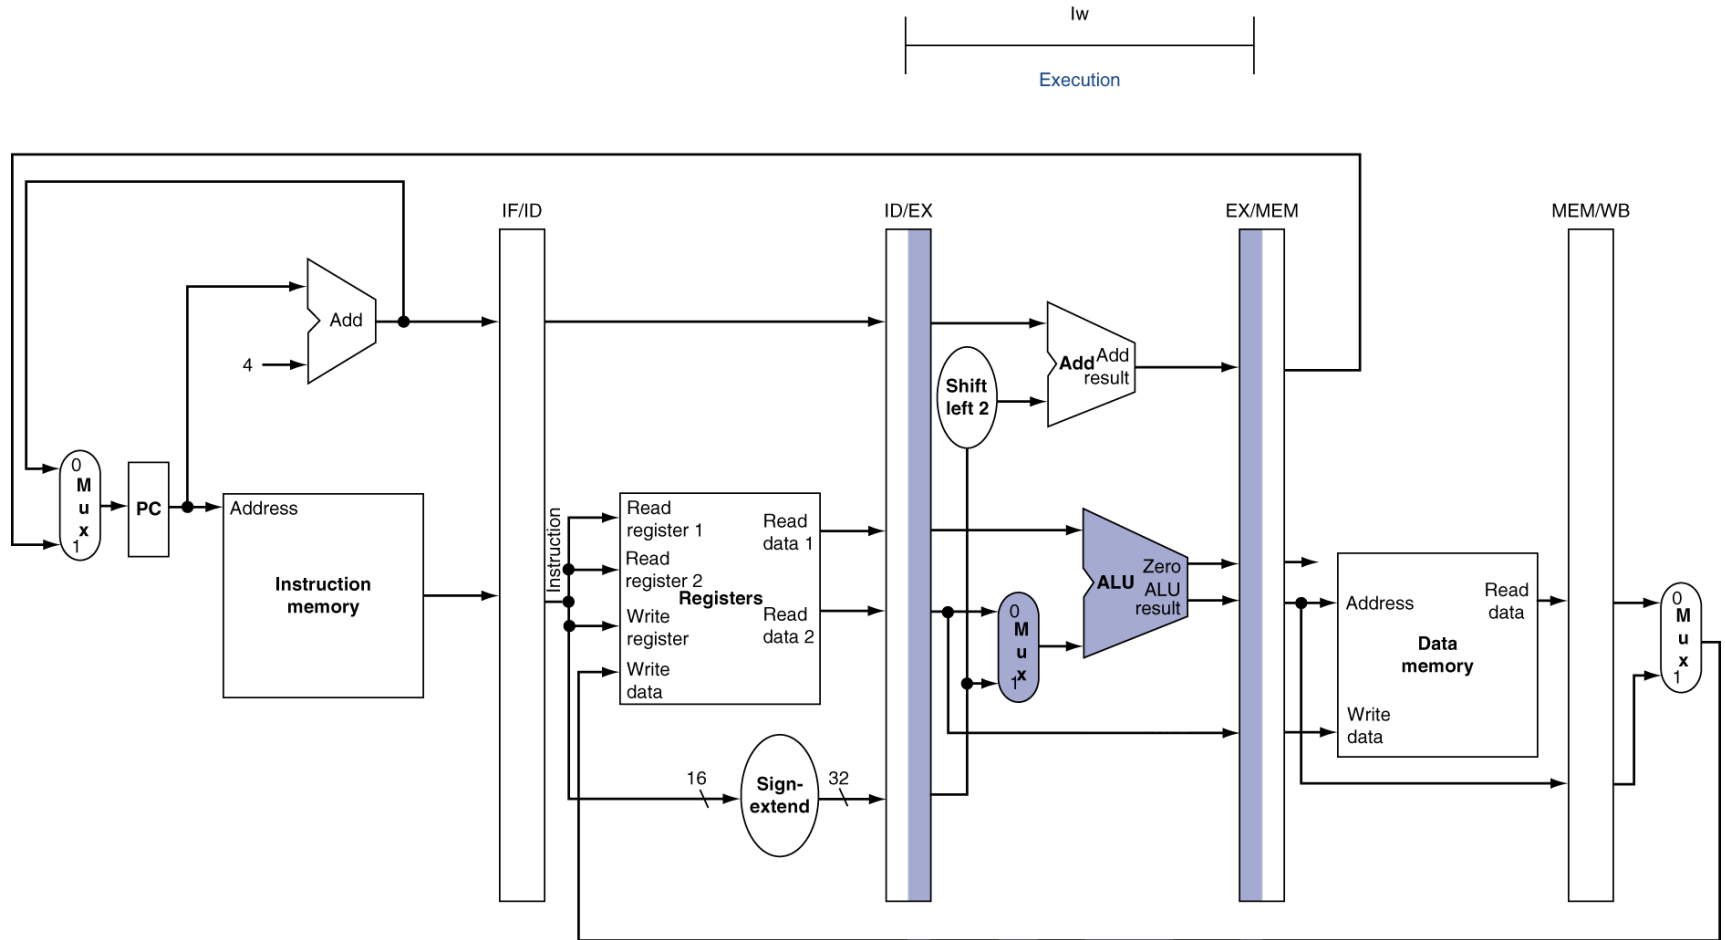 lw
Execution
IF/ID
ID/EX
EX/MEM
MEM/WB
Add
4
Add
Add
result
Shift
left 2
0
M
u
x
1
PC
Address
Instruction
memory
Instruction
Read
register 1
Read
register 2
Registers
Write
register
Write
data
Read
data 1
Read
data 2
16
Sign-
extend
32
0
M
u
x
1
ALU
Zero
ALU
result
Address
Read
data
Data
memory
Write
data
0
M
u
x
1